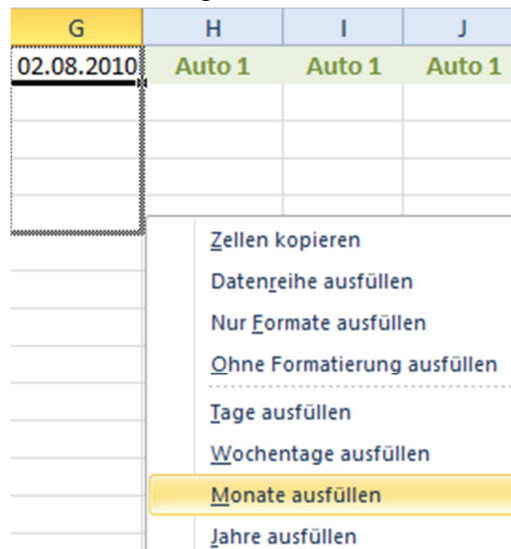 G H I J
02.08.2010 Auto 1 Auto 1 Auto 1
Zellen kopieren
Datenreihe ausfüllen
Nur Formate ausfüllen
Ohne Formatierung ausfüllen
Tage ausfüllen
Wochentage ausfüllen
Monate ausfüllen
Jahre ausfüllen